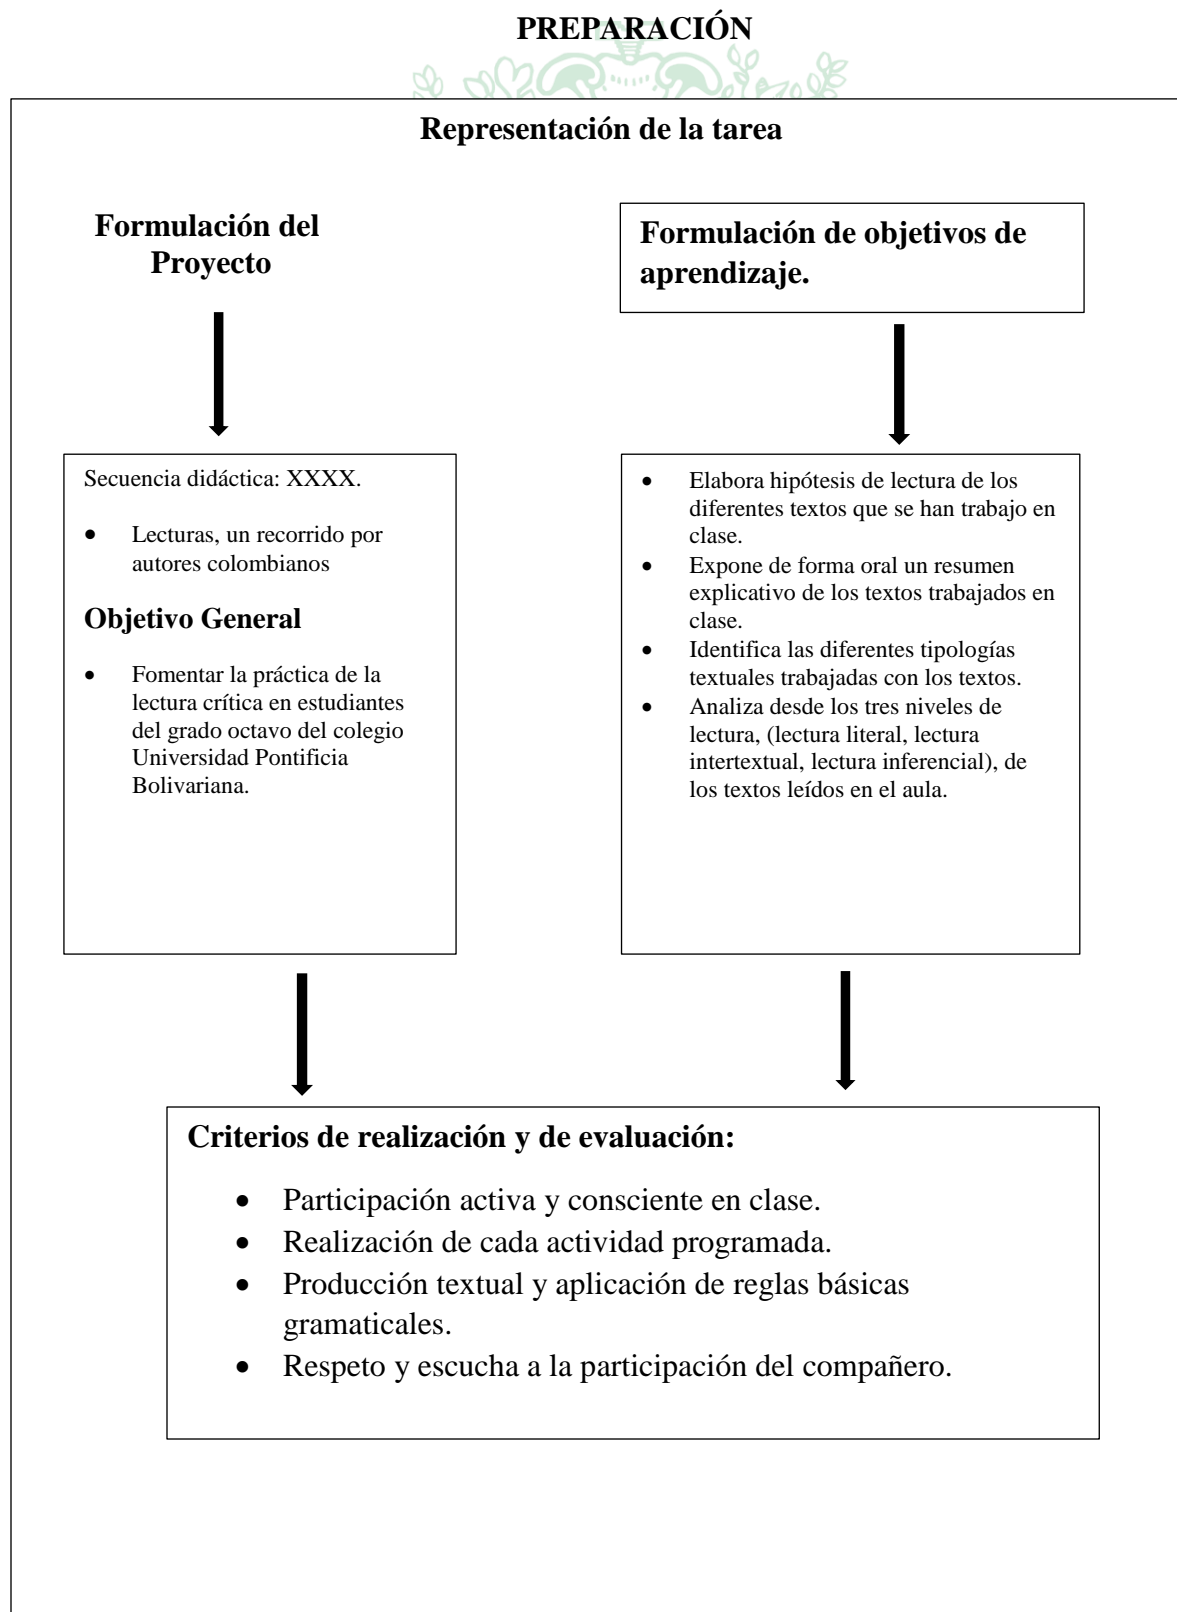 PREPARACIÓN
Representación de la tarea
Formulación del
Proyecto
Formulación de objetivos de
aprendizaje.
Secuencia didáctica: XXXX.
• Lecturas, un recorrido por
autores colombianos
Objetivo General
• Fomentar la práctica de la
lectura crítica en estudiantes
del grado octavo del colegio
Universidad Pontificia
Bolivariana.
• Elabora hipótesis de lectura de los
diferentes textos que se han trabajo en
clase.
• Expone de forma oral un resumen
explicativo de los textos trabajados en
clase.
• Identifica las diferentes tipologías
textuales trabajadas con los textos.
• Analiza desde los tres niveles de
lectura, (lectura literal, lectura
intertextual, lectura inferencial), de
los textos leídos en el aula.
Criterios de realización y de evaluación:
• Participación activa y consciente en clase.
• Realización de cada actividad programada.
• Producción textual y aplicación de reglas básicas
gramaticales.
• Respeto y escucha a la participación del compañero.